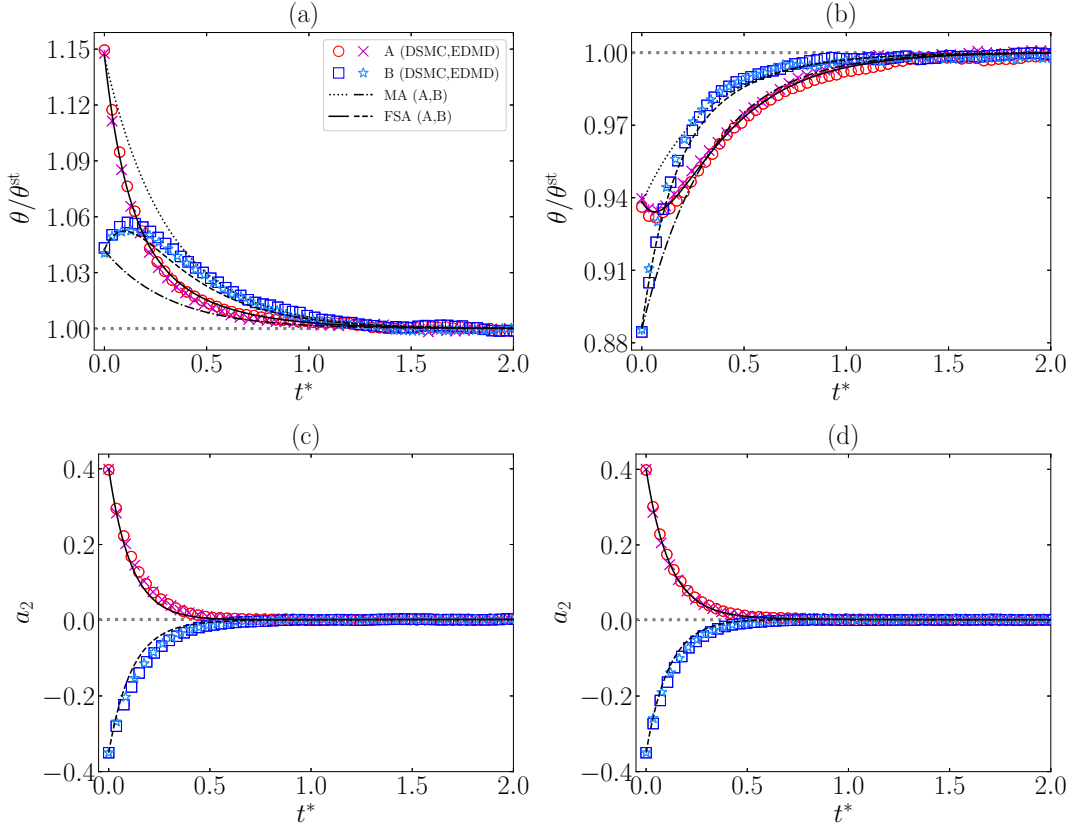 (a)
θ/θ^st
1.15
1.12
1.09
1.06
1.03
1.00
A (DSMC,EDMD)
B (DSMC,EDMD)
MA (A,B)
FSA (A,B)
0.0 0.5 1.0 1.5 2.0
t*
(b)
θ/θ^st
1.00
0.97
0.94
0.91
0.88
0.0 0.5 1.0 1.5 2.0
t*
(c)
a₂
0.4
0.2
0.0
−0.2
−0.4
0.0 0.5 1.0 1.5 2.0
t*
(d)
a₂
0.4
0.2
0.0
−0.2
−0.4
0.0 0.5 1.0 1.5 2.0
t*